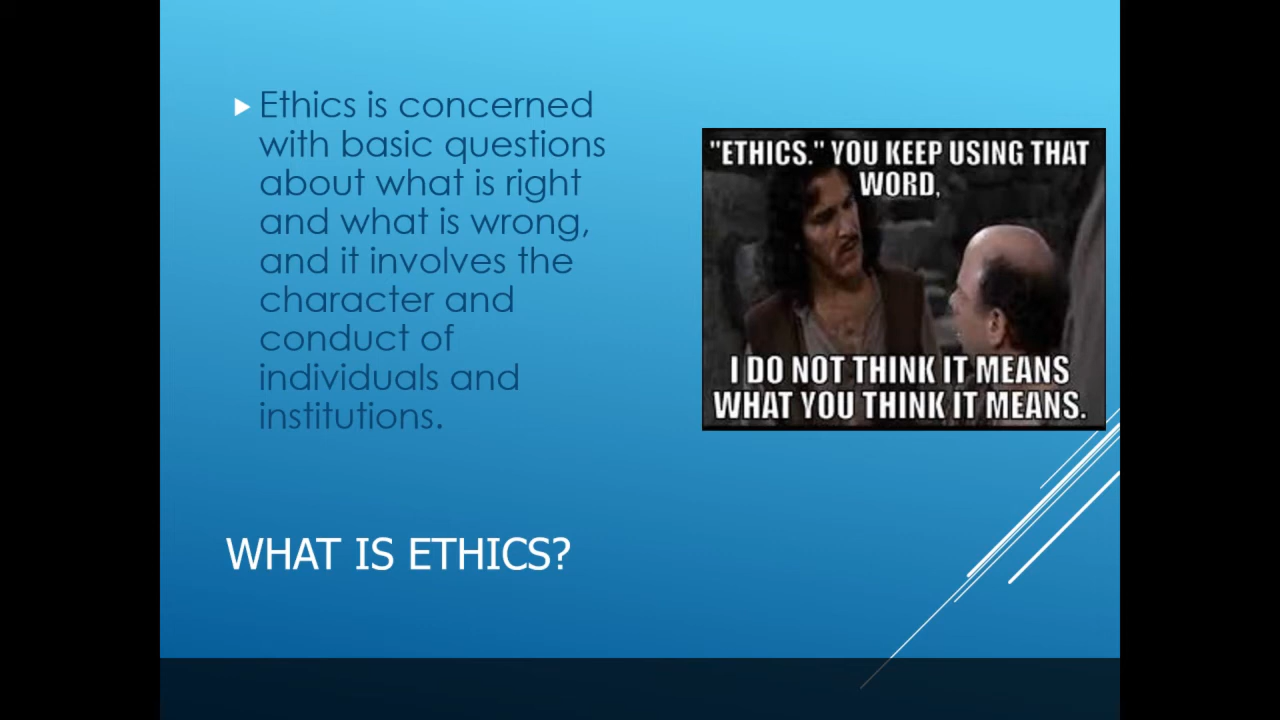 Ethics is concerned
with basic questions
about what is right
and what is wrong,
and it involves the
character and
conduct of
individuals and
institutions.
"ETHICS." YOU KEEP USING THAT
WORD,
I DO NOT THINK IT MEANS
WHAT YOU THINK IT MEANS.
WHAT IS ETHICS?